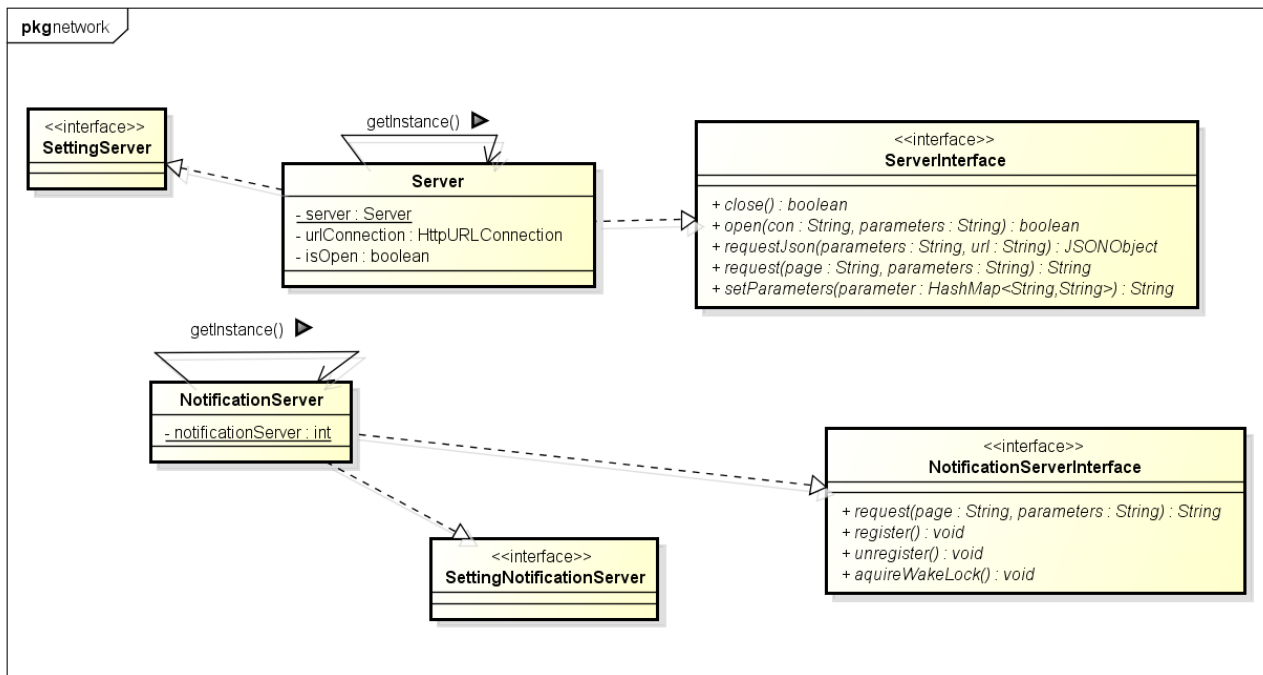 pkgnetwork
<<interface>>
SettingServer
getInstance()
Server
- server : Server
- urlConnection : HttpURLConnection
- isOpen : boolean
<<interface>>
ServerInterface
+ close() : boolean
+ open(con : String, parameters : String) : boolean
+ requestJson(parameters : String, url : String) : JSONObject
+ request(page : String, parameters : String) : String
+ setParameters(parameter : HashMap<String,String>) : String
getInstance()
NotificationServer
- notificationServer : int
<<interface>>
NotificationServerInterface
+ request(page : String, parameters : String) : String
+ register() : void
+ unregister() : void
+ aquireWakeLock() : void
<<interface>>
SettingNotificationServer